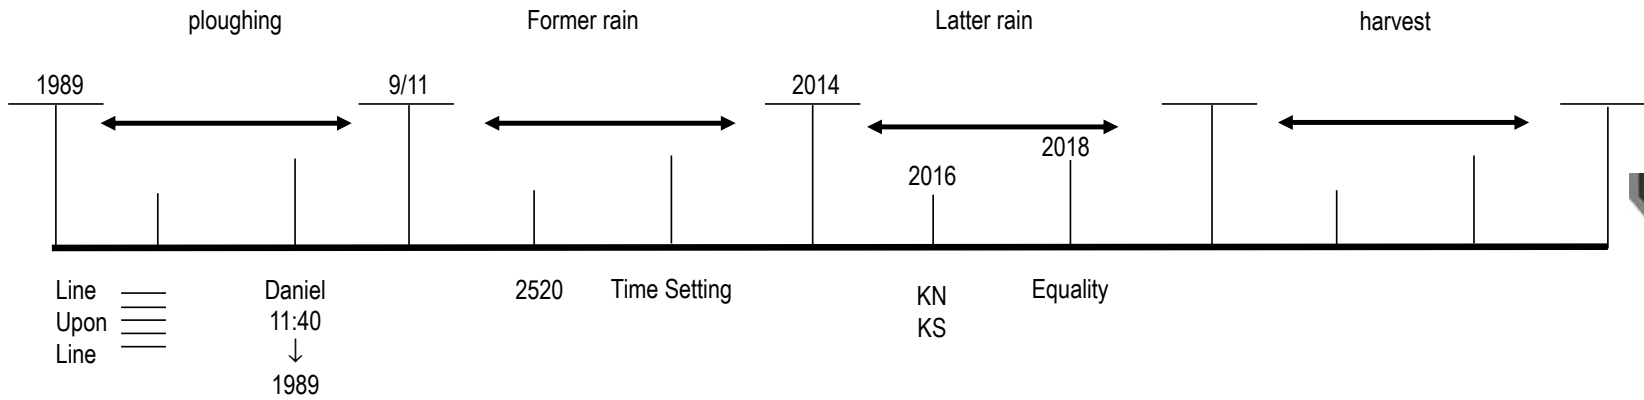 ploughing Former rain Latter rain harvest
1989 9/11 2014
2018
2016
Line Daniel 2520 Time Setting KN Equality
Upon 11:40 KS
Line
↓
1989